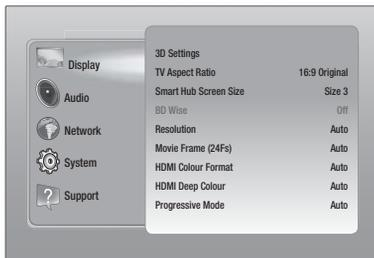 Display
Audio
Network
System
Support
3D Settings
TV Aspect Ratio 16:9 Original
Smart Hub Screen Size Size 3
BD Wise Off
Resolution Auto
Movie Frame (24Fs) Auto
HDMI Colour Format Auto
HDMI Deep Colour Auto
Progressive Mode Auto